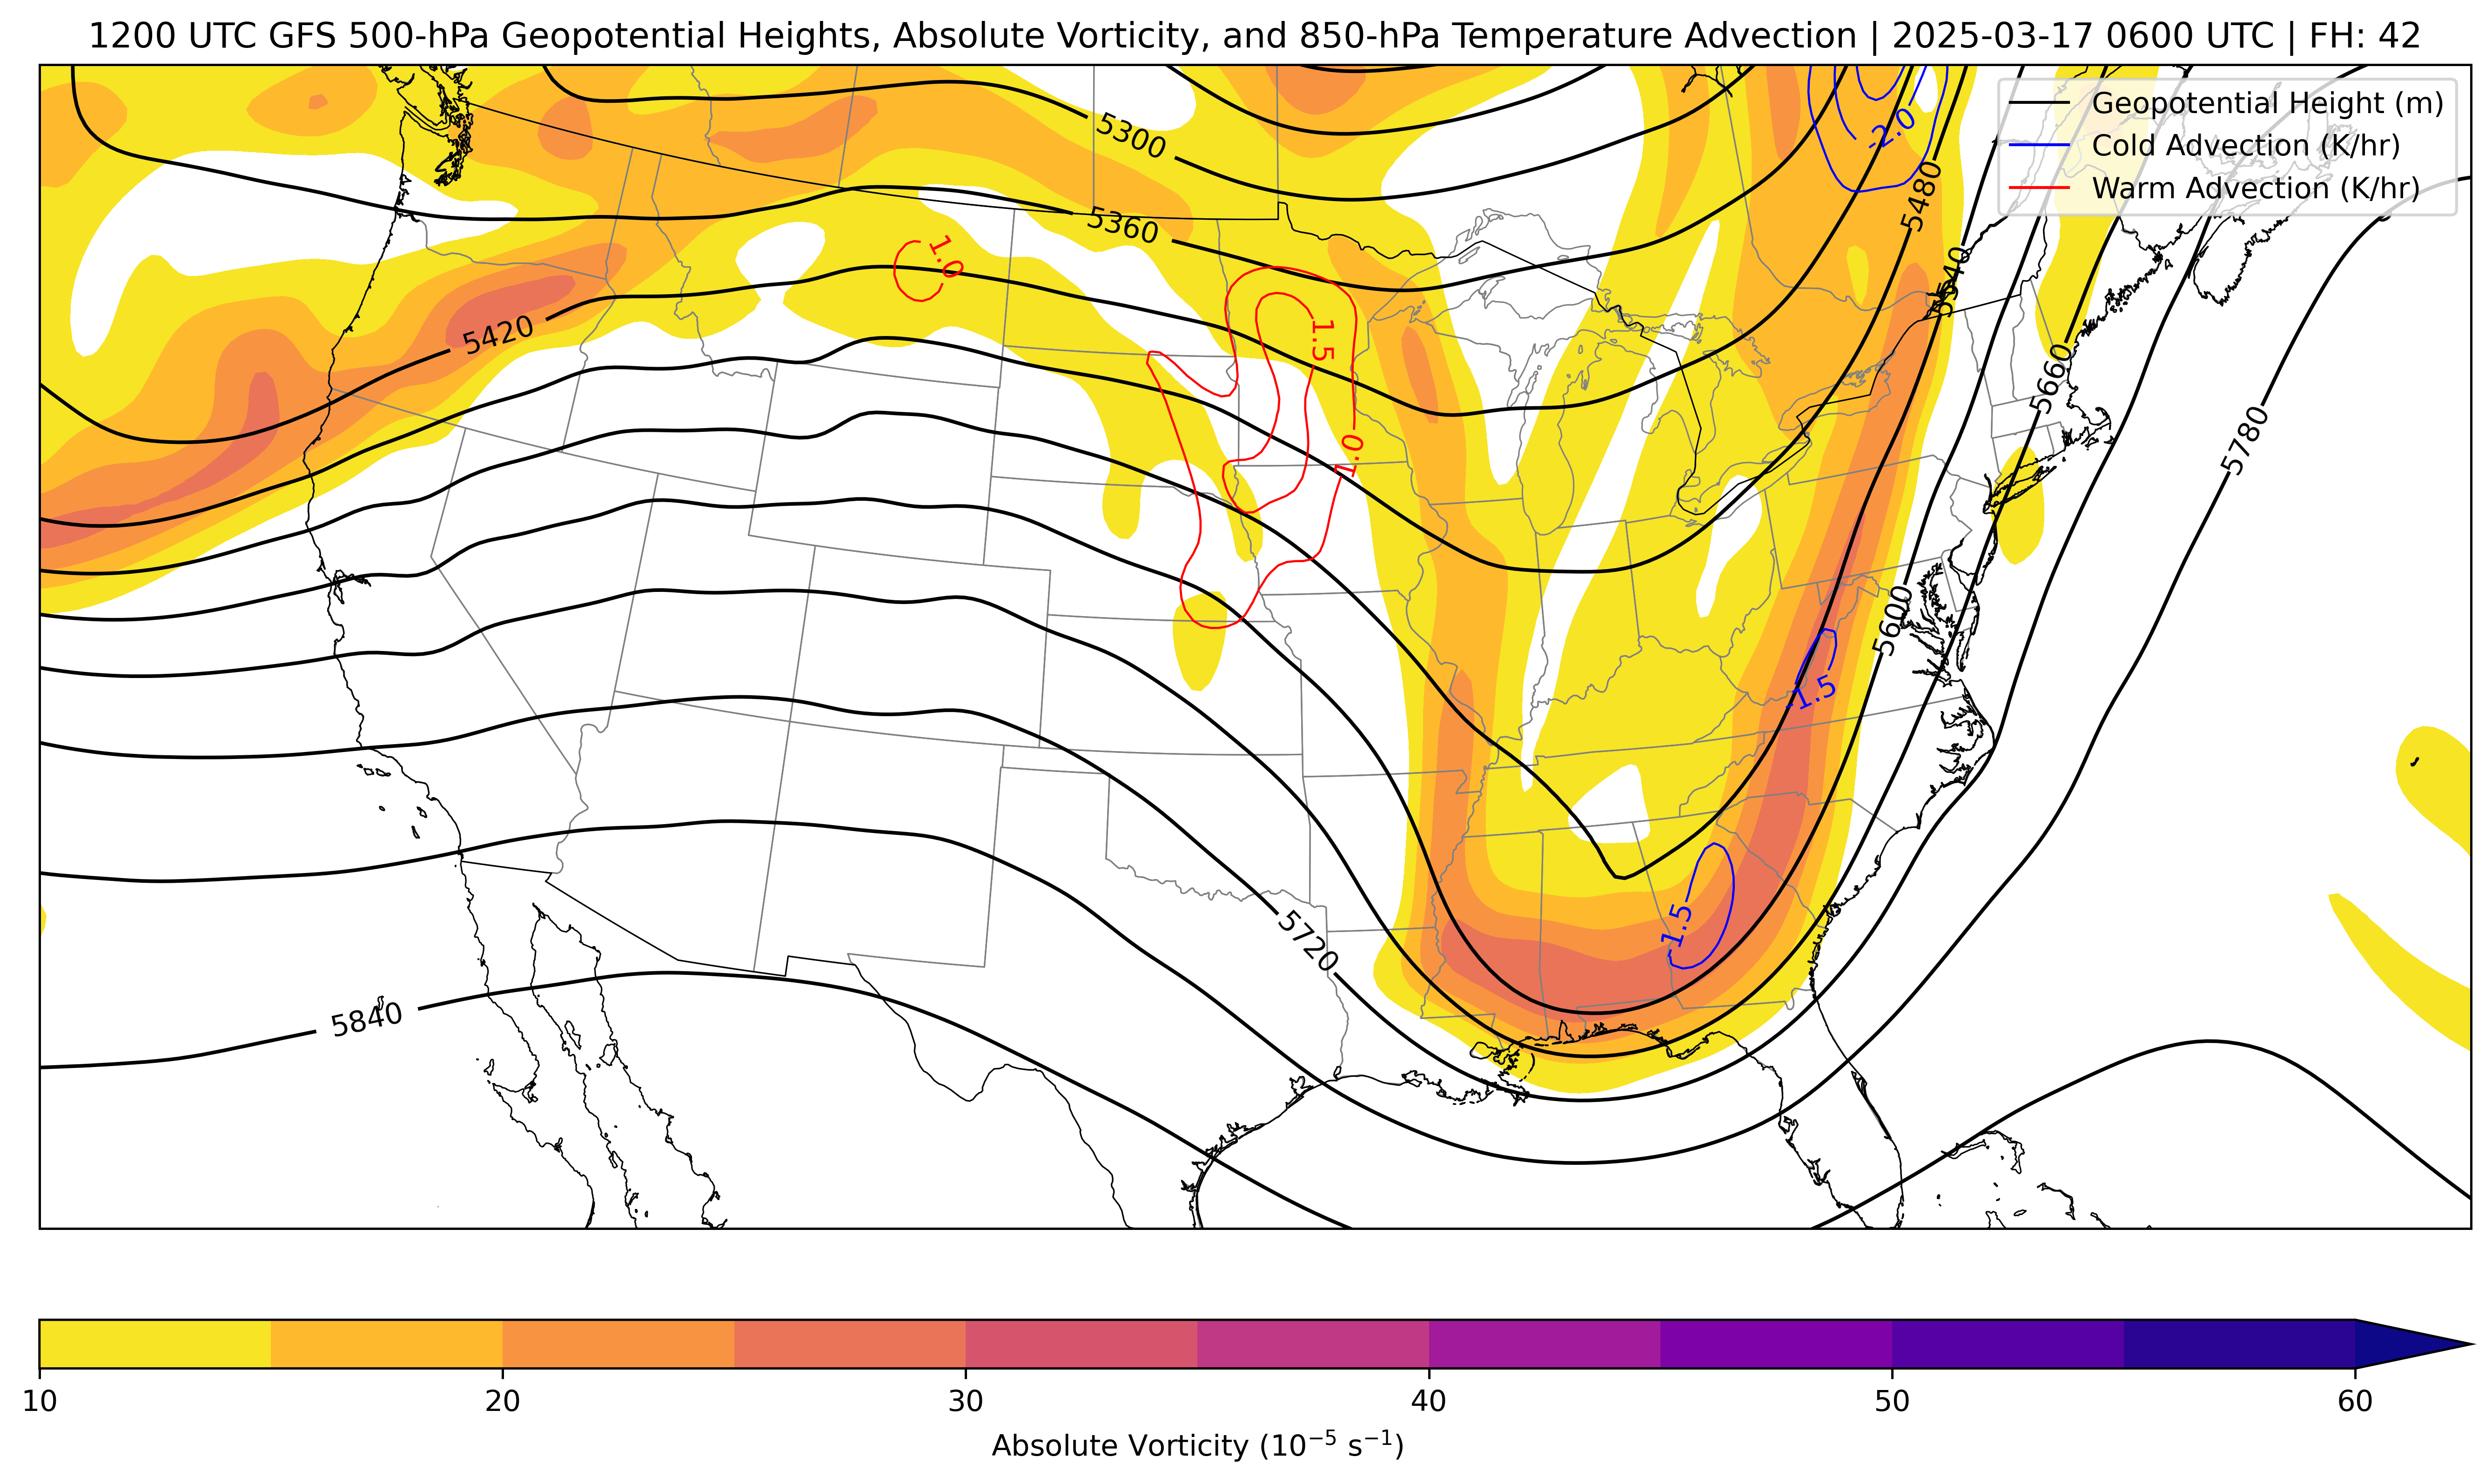 1200 UTC GFS 500-hPa Geopotential Heights, Absolute Vorticity, and 850-hPa Temperature Advection | 2025-03-17 0600 UTC | FH: 42
Geopotential Height (m)
Cold Advection (K/hr)
Warm Advection (K/hr)
-2.0
5300
5480
5360
1.0
5540
5420
1.5
5660
5780
1.0
5600
-1.5
-1.5
5720
5840
10 20 30 40 50 60
Absolute Vorticity (10⁻⁵ s⁻¹)